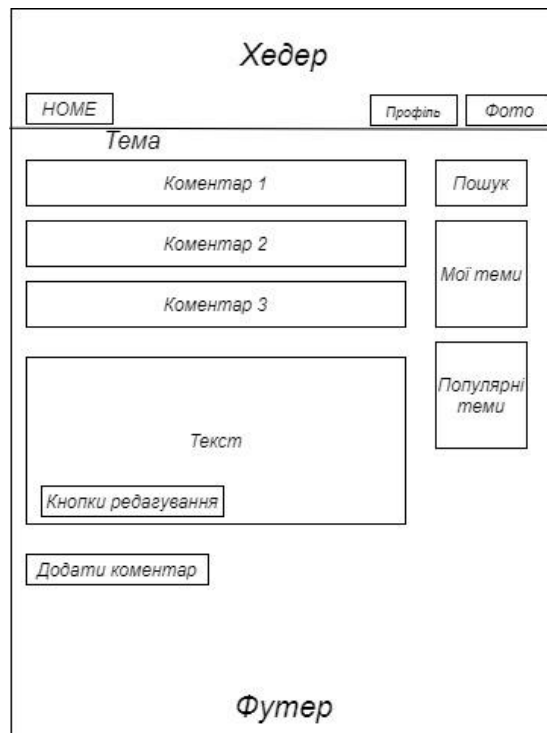 Хедер
HOME
Профіль
Фото
Тема
Коментар 1
Пошук
Коментар 2
Мої теми
Коментар 3
Популярні
теми
Текст
Кнопки редагування
Додати коментар
Футер